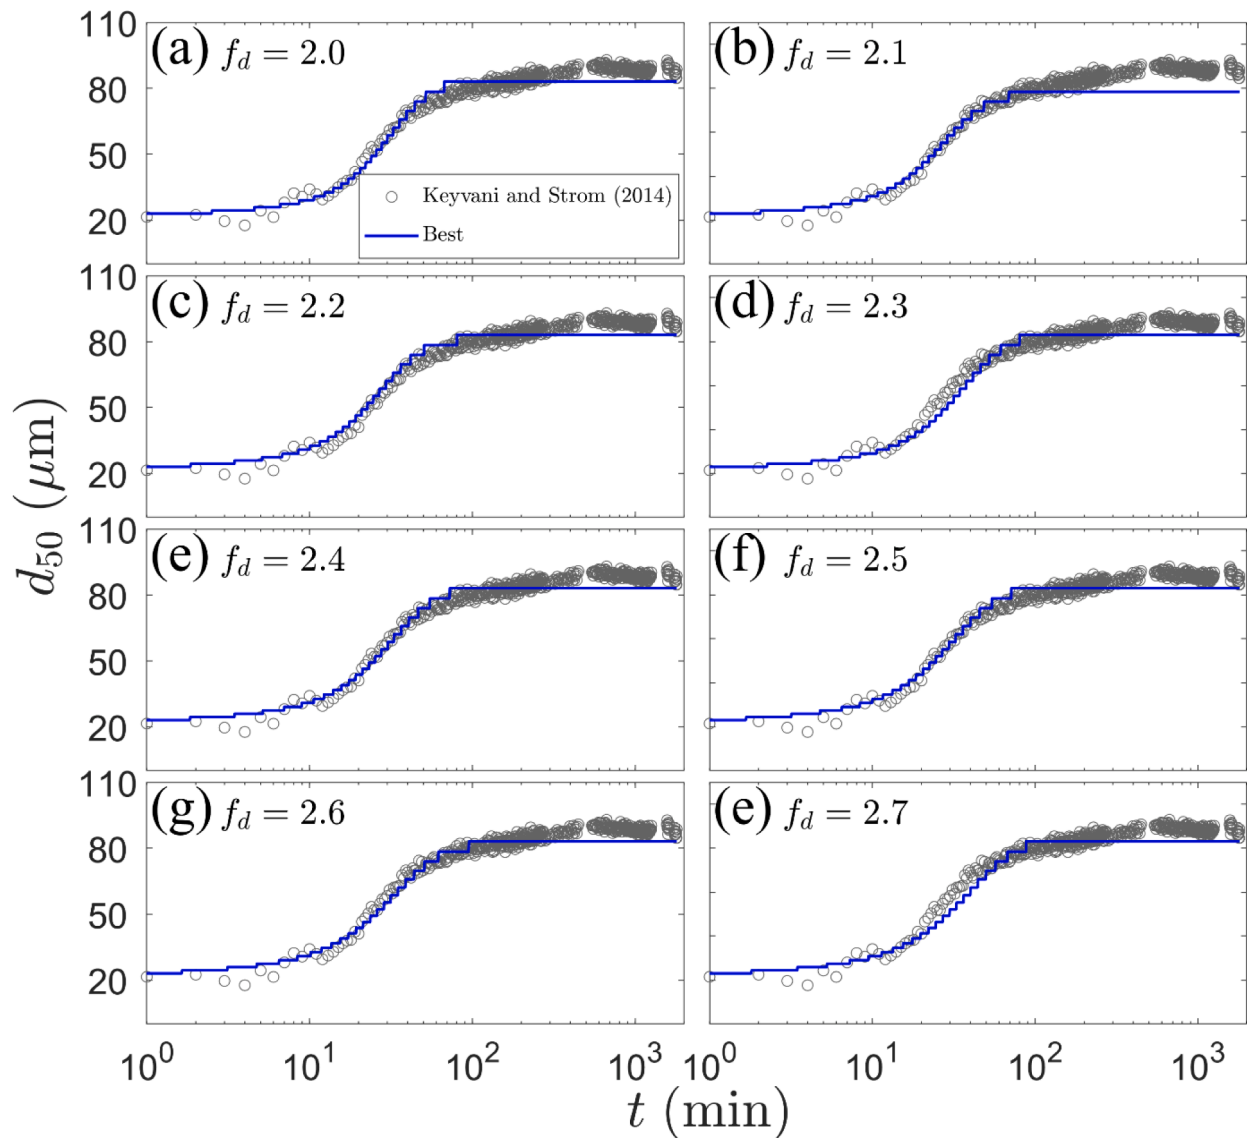 (a) f_d = 2.0
(b) f_d = 2.1
110
80
50
20
Keyvani and Strom (2014)
Best
(c) f_d = 2.2
(d) f_d = 2.3
110
80
50
20
d_50 (μm)
(e) f_d = 2.4
(f) f_d = 2.5
110
80
50
20
(g) f_d = 2.6
(e) f_d = 2.7
110
80
50
20
10^0 10^1 10^2 10^3 10^0 10^1 10^2 10^3
t (min)